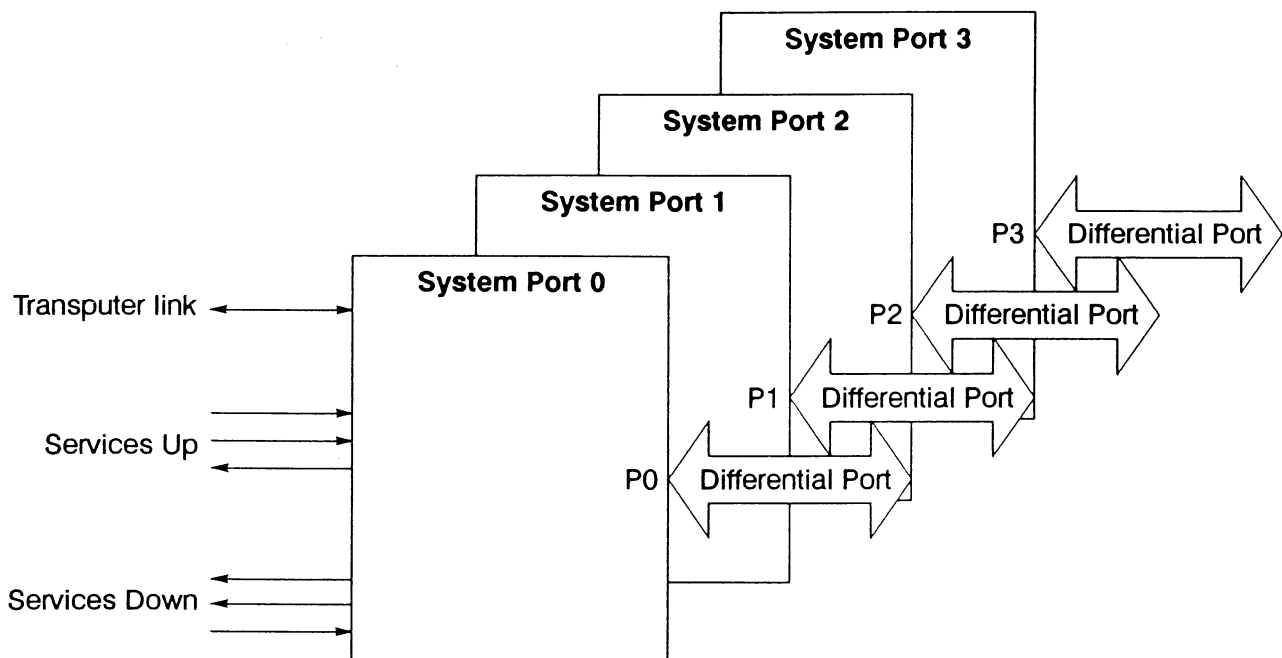 System Port 3
System Port 2
System Port 1
System Port 0
P3 Differential Port
P2 Differential Port
P1 Differential Port
P0 Differential Port
Transputer link
Services Up
Services Down